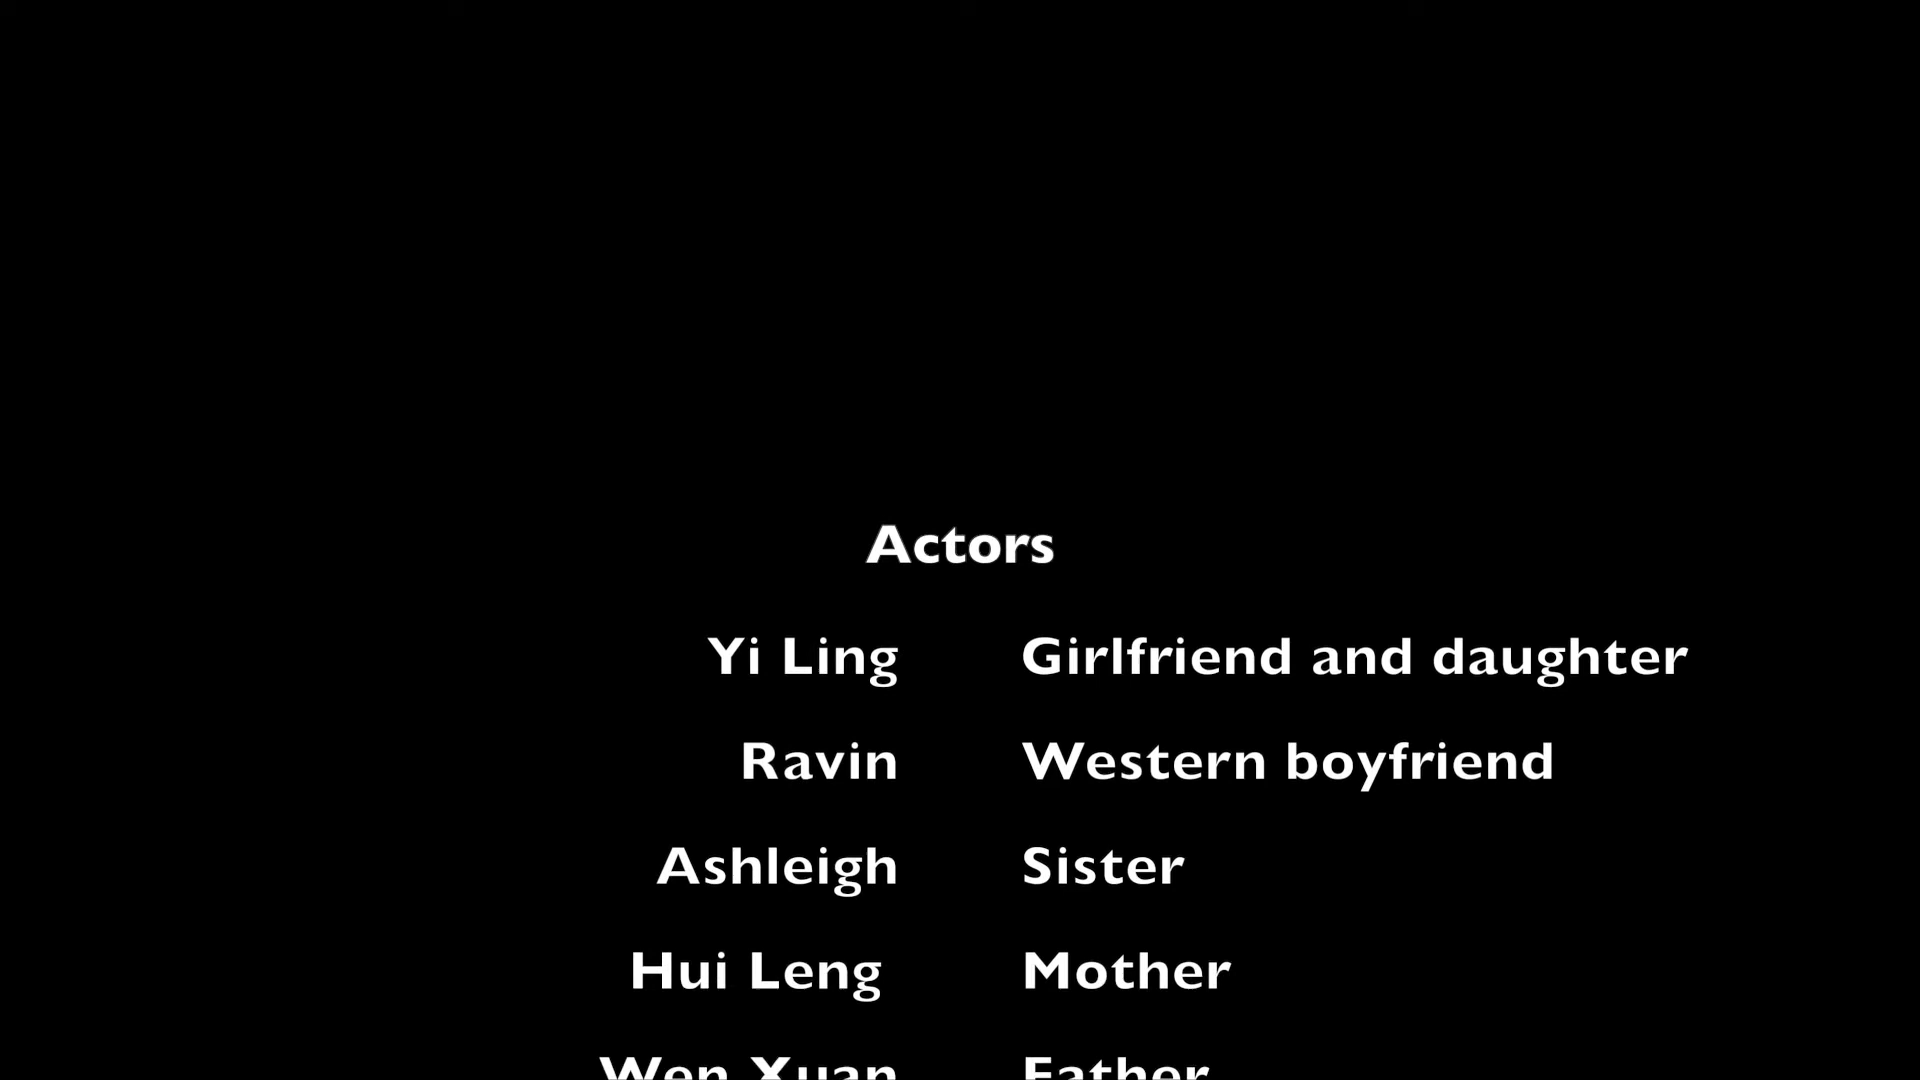 Actors
Yi Ling Girlfriend and daughter
Ravin Western boyfriend
Ashleigh Sister
Hui Leng Mother
Wen Xuan Father